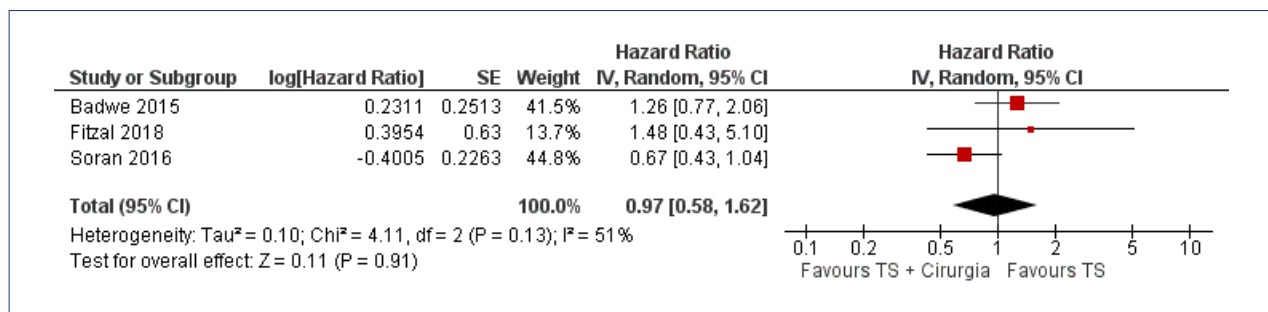 Hazard Ratio Hazard Ratio
Study or Subgroup log[Hazard Ratio] SE Weight IV, Random, 95% CI IV, Random, 95% CI
Badwe 2015 0.2311 0.2513 41.5% 1.26 [0.77, 2.06]
Fitzal 2018 0.3954 0.63 13.7% 1.48 [0.43, 5.10]
Soran 2016 -0.4005 0.2263 44.8% 0.67 [0.43, 1.04]
Total (95% CI) 100.0% 0.97 [0.58, 1.62]
Heterogeneity: Tau² = 0.10; Chi² = 4.11, df = 2 (P = 0.13); I² = 51%
Test for overall effect: Z = 0.11 (P = 0.91)
0.1 0.2 0.5 1 2 5 10
Favours TS + Cirurgia Favours TS